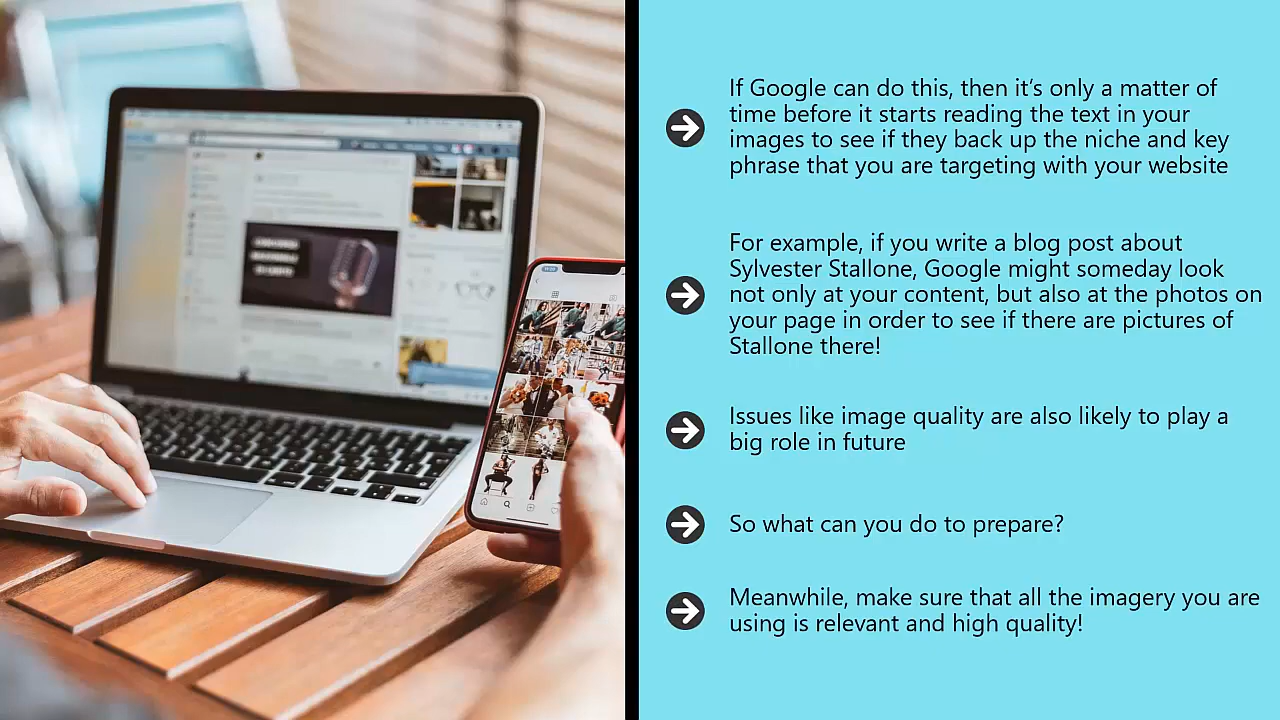 If Google can do this, then it’s only a matter of
time before it starts reading the text in your
images to see if they back up the niche and key
phrase that you are targeting with your website
For example, if you write a blog post about
Sylvester Stallone, Google might someday look
not only at your content, but also at the photos on
your page in order to see if there are pictures of
Stallone there!
Issues like image quality are also likely to play a
big role in future
So what can you do to prepare?
Meanwhile, make sure that all the imagery you are
using is relevant and high quality!